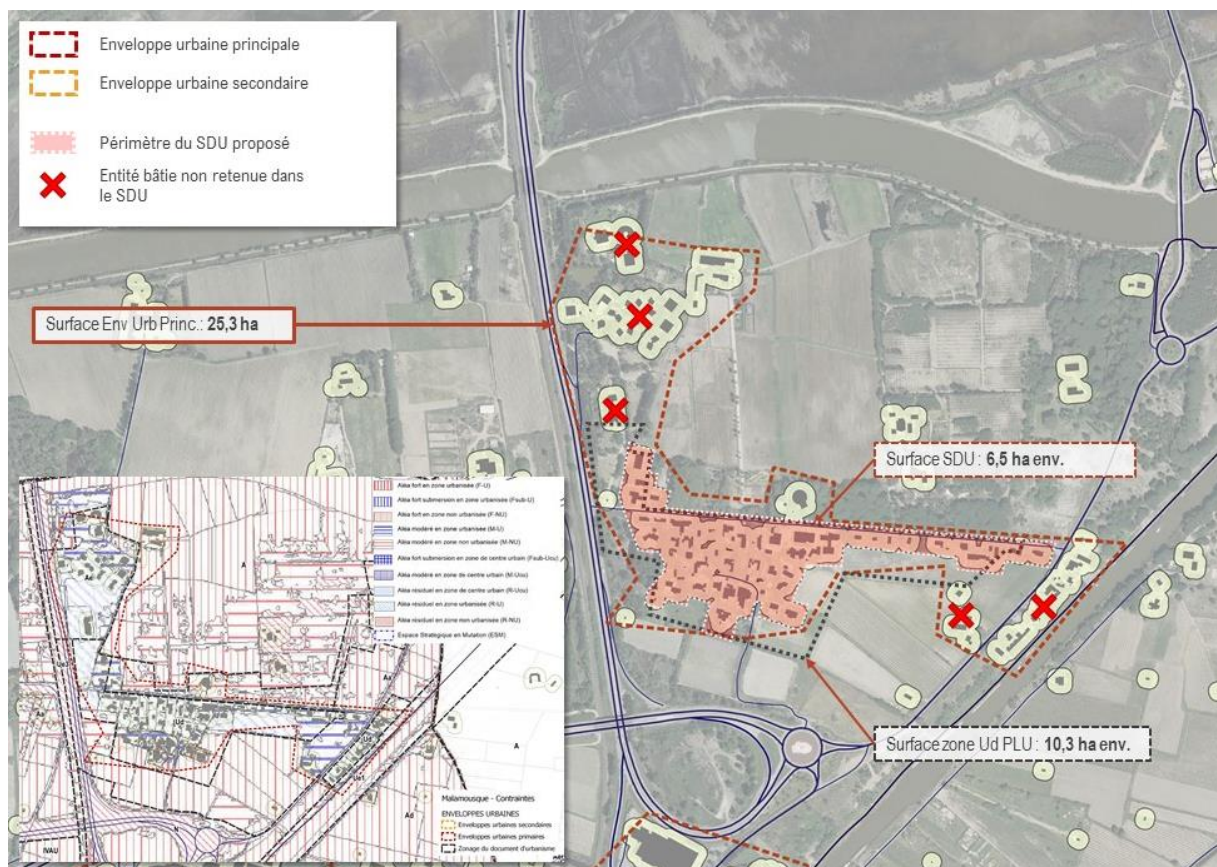 Enveloppe urbaine principale
Enveloppe urbaine secondaire
Périmètre du SDU proposé
Entité bâtie non retenue dans
le SDU
Surface Env Urb Princ.: 25,3 ha
Surface SDU : 6,5 ha env.
Surface zone Ud PLU : 10,3 ha env.
Aléa fort en zone urbanisée (F-U)
Aléa fort submersion en zone urbanisée (Fsub-U)
Aléa fort en zone non urbanisée (F-NU)
Aléa modéré en zone urbanisée (M-U)
Aléa modéré en zone non urbanisée (M-NU)
Aléa fort submersion en zone de centre urbain (Fsub-Ucu)
Aléa modéré en zone de centre urbain (M-Ucu)
Aléa résiduel en zone de centre urbain (R-Ucu)
Aléa résiduel en zone urbanisée (R-U)
Aléa résiduel en zone non urbanisée (R-NU)
Espace Stratégique en Mutation (ESM)
A
Ax
Ud
Ud
A
Ad
N
IVAU
Malamousque - Contraintes
ENVELOPPES URBAINES
Enveloppes urbaines secondaires
Enveloppes urbaines primaires
Zonage du document d'urbanisme